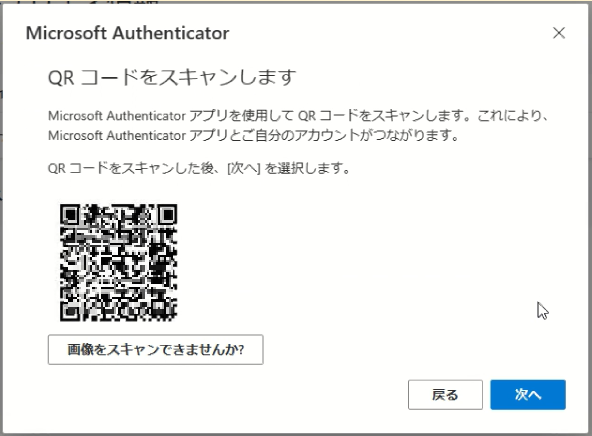 Microsoft Authenticator
QR コードをスキャンします
Microsoft Authenticator アプリを使用して QR コードをスキャンします。これにより、
Microsoft Authenticator アプリとご自分のアカウントがつながります。
QR コードをスキャンした後、[次へ] を選択します。
画像をスキャンできませんか?
戻る
次へ